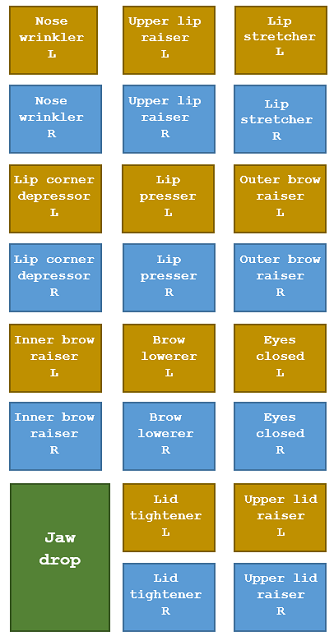 Nose
wrinkler
L
Upper lip
raiser
L
Lip
stretcher
L
Nose
wrinkler
R
Upper lip
raiser
R
Lip
stretcher
R
Lip corner
depressor
L
Lip
presser
L
Outer brow
raiser
L
Lip corner
depressor
R
Lip
presser
R
Outer brow
raiser
R
Inner brow
raiser
L
Brow
lowerer
L
Eyes
closed
L
Inner brow
raiser
R
Brow
lowerer
R
Eyes
closed
R
Jaw
drop
Lid
tightener
L
Upper lid
raiser
L
Lid
tightener
R
Upper lid
raiser
R